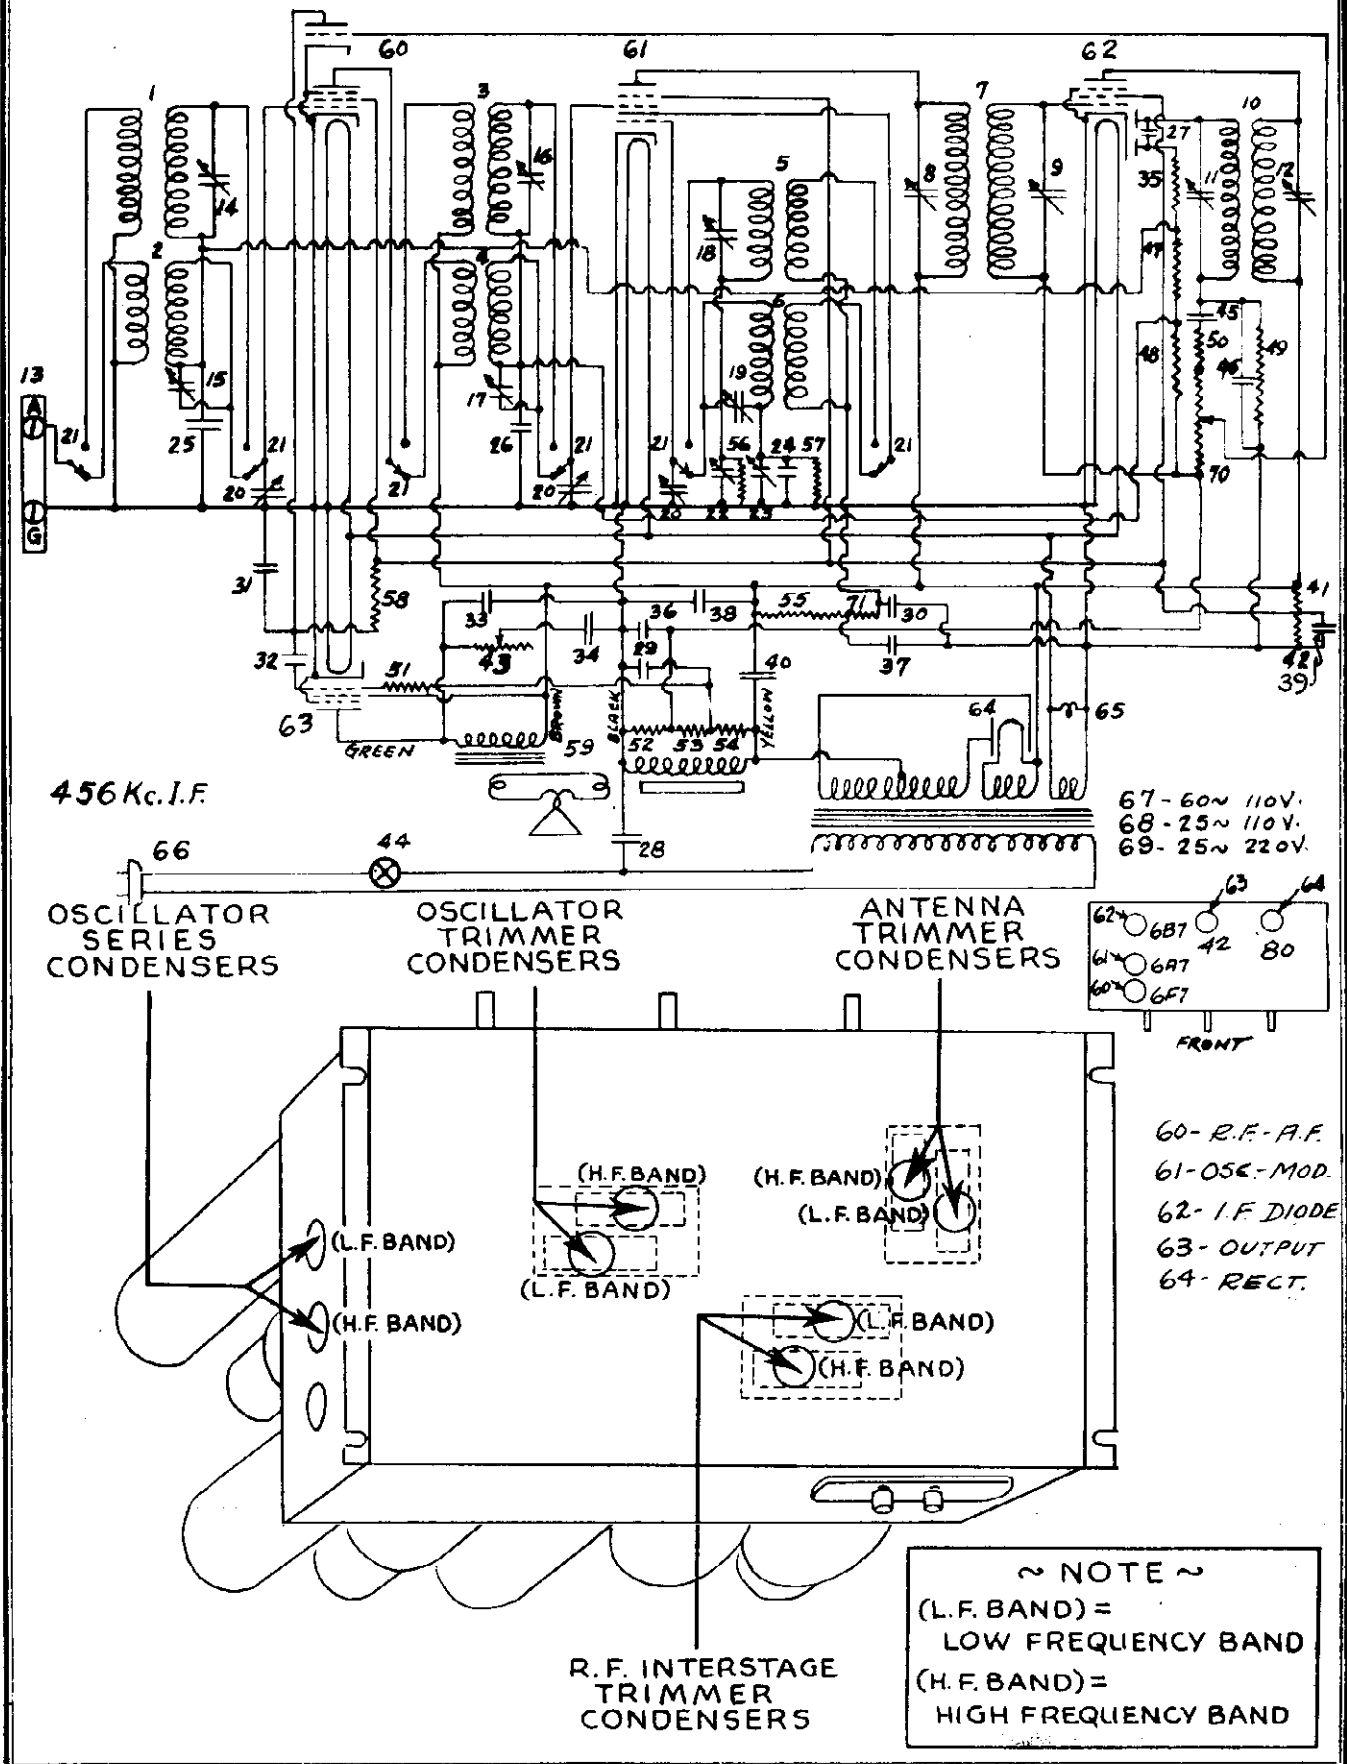 60
61
62
1
3
7
10
27
16
5
8
9
35
11
12
14
2
4
18
47
6
45
50
49
48
46
13
A
15
17
19
21
25
21
26
21
21
56
24
57
21
70
20
21
20
20
22
23
G
31
58
33
34
36
38
55
71
30
41
32
43
29
40
37
42
39
51
63
GREEN
BROWN
59
BLACK
52
53
54
YELLOW
64
65
456 Kc. I.F.
67 - 60~ 110V.
68 - 25~ 110V.
69 - 25~ 220V.
66
44
28
OSCILLATOR
SERIES
CONDENSERS
OSCILLATOR
TRIMMER
CONDENSERS
ANTENNA
TRIMMER
CONDENSERS
63
64
62
6B7
42
80
61
6A7
60
6F7
FRONT
60 - R.F. - A.F.
61 - OSC - MOD.
62 - I.F DIODE
63 - OUTPUT
64 - RECT.
(H.F. BAND)
(H.F. BAND)
(L.F. BAND)
(L.F. BAND)
(L.F. BAND)
(H.F. BAND)
(L.F. BAND)
(H.F. BAND)
R.F. INTERSTAGE
TRIMMER
CONDENSERS
~ NOTE ~
(L.F. BAND) =
LOW FREQUENCY BAND
(H.F. BAND) =
HIGH FREQUENCY BAND